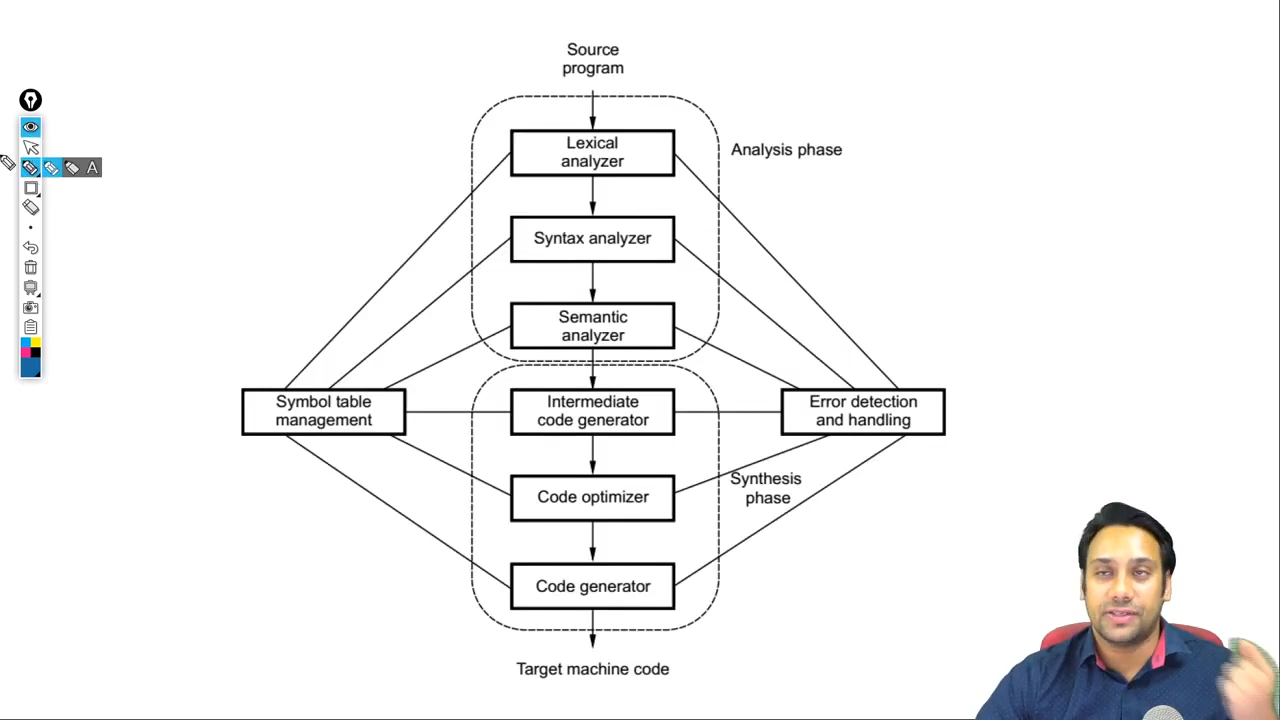 Source
program
Lexical
analyzer
Analysis phase
Syntax analyzer
Semantic
analyzer
Symbol table
management
Intermediate
code generator
Error detection
and handling
Synthesis
phase
Code optimizer
Code generator
Target machine code
A